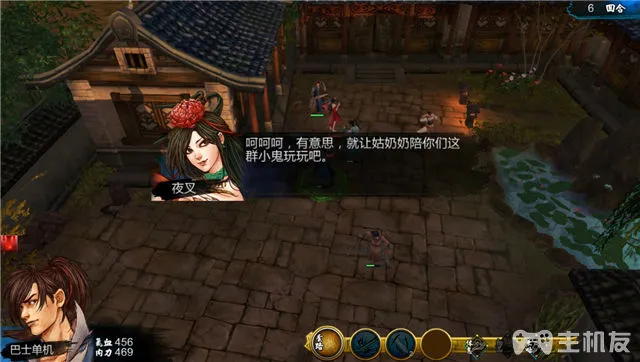 6 回合
呵呵呵，有意思，就让姑奶奶陪你们这
群小鬼玩玩吧。
夜叉
巴士单机
气血 456
内力 469
主机友